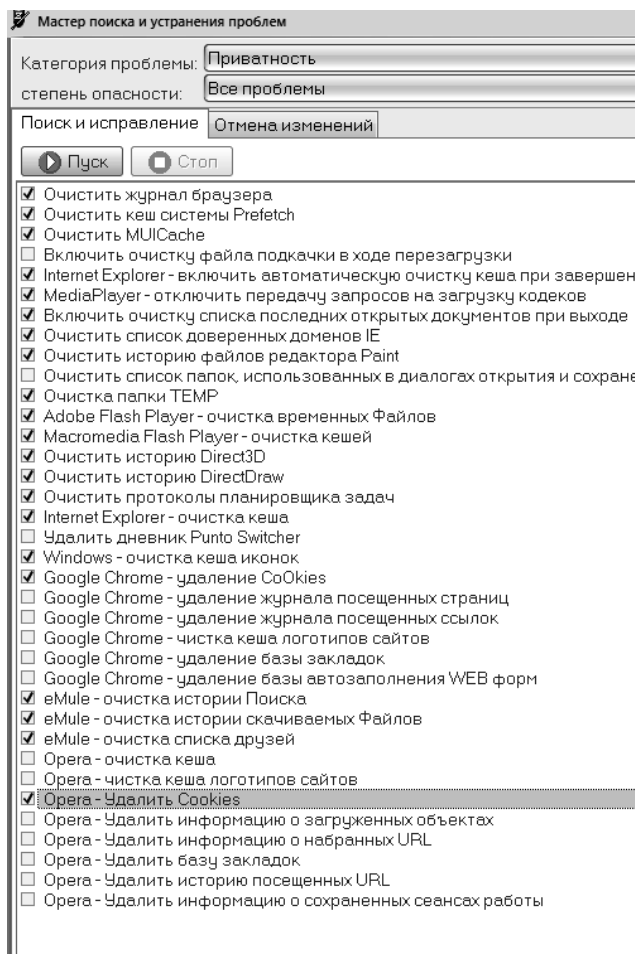 Мастер поиска и устранения проблем
Категория проблемы: Приватность
степень опасности: Все проблемы
Поиск и исправление Отмена изменений
Пуск Стоп
Очистить журнал браузера
Очистить кеш системы Prefetch
Очистить MUICache
Включить очистку файла подкачки в ходе перезагрузки
Internet Explorer - включить автоматическую очистку кеша при завершен
MediaPlayer - отключить передачу запросов на загрузку кодеков
Включить очистку списка последних открытых документов при выходе
Очистить список доверенных доменов IE
Очистить историю файлов редактора Paint
Очистить список папок, использованных в диалогах открытия и сохране
Очистка папки TEMP
Adobe Flash Player - очистка временных Файлов
Macromedia Flash Player - очистка кешей
Очистить историю Direct3D
Очистить историю DirectDraw
Очистить протоколы планировщика задач
Internet Explorer - очистка кеша
Удалить дневник Punto Switcher
Windows - очистка кеша иконок
Google Chrome - удаление CoOkies
Google Chrome - удаление журнала посещенных страниц
Google Chrome - удаление журнала посещенных ссылок
Google Chrome - чистка кеша логотипов сайтов
Google Chrome - удаление базы закладок
Google Chrome - удаление базы автозаполнения WEB форм
eMule - очистка истории Поиска
eMule - очистка истории скачиваемых Файлов
eMule - очистка списка друзей
Opera - очистка кеша
Opera - чистка кеша логотипов сайтов
Opera - Удалить Cookies
Opera - Удалить информацию о загруженных объектах
Opera - Удалить информацию о набранных URL
Opera - Удалить базу закладок
Opera - Удалить историю посещенных URL
Opera - Удалить информацию о сохраненных сеансах работы